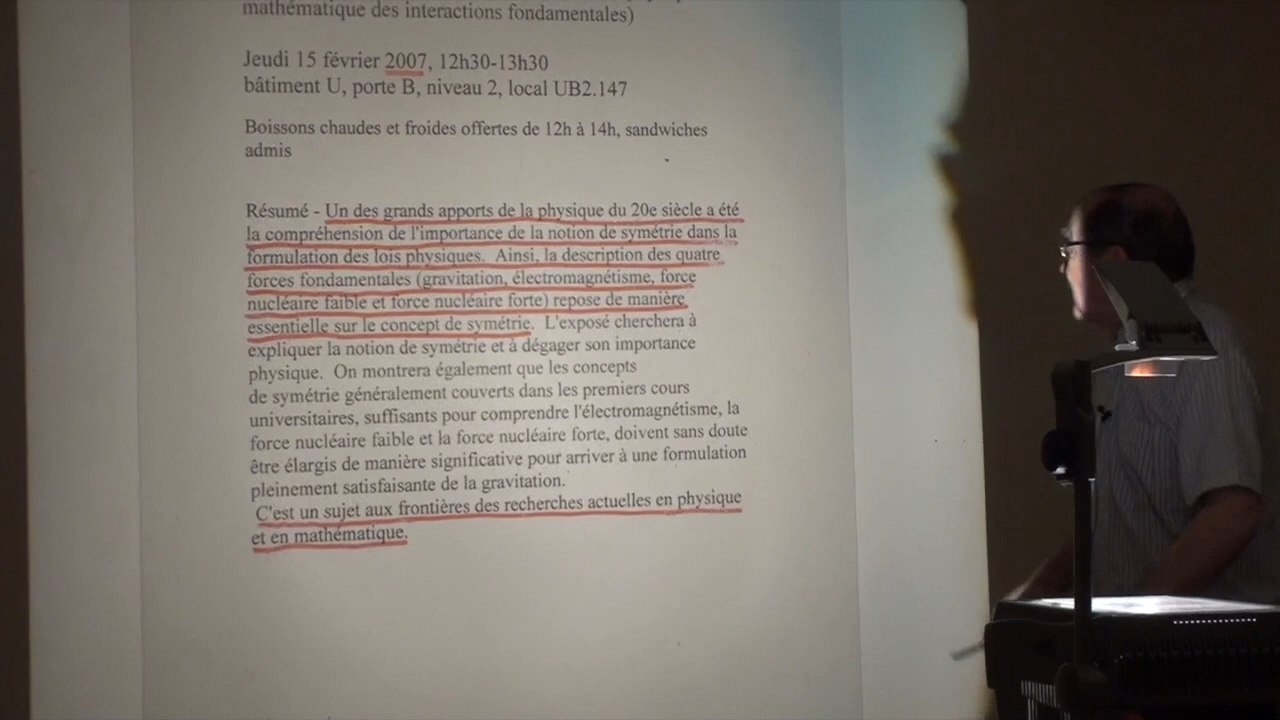 mathématique des interactions fondamentales)
Jeudi 15 février 2007, 12h30-13h30
bâtiment U, porte B, niveau 2, local UB2.147
Boissons chaudes et froides offertes de 12h à 14h, sandwiches
admis
Résumé - Un des grands apports de la physique du 20e siècle a été
la compréhension de l'importance de la notion de symétrie dans la
formulation des lois physiques. Ainsi, la description des quatre
forces fondamentales (gravitation, électromagnétisme, force
nucléaire faible et force nucléaire forte) repose de manière
essentielle sur le concept de symétrie. L'exposé cherchera à
expliquer la notion de symétrie et à dégager son importance
physique. On montrera également que les concepts
de symétrie généralement couverts dans les premiers cours
universitaires, suffisants pour comprendre l'électromagnétisme, la
force nucléaire faible et la force nucléaire forte, doivent sans doute
être élargis de manière significative pour arriver à une formulation
pleinement satisfaisante de la gravitation.
C'est un sujet aux frontières des recherches actuelles en physique
et en mathématique.